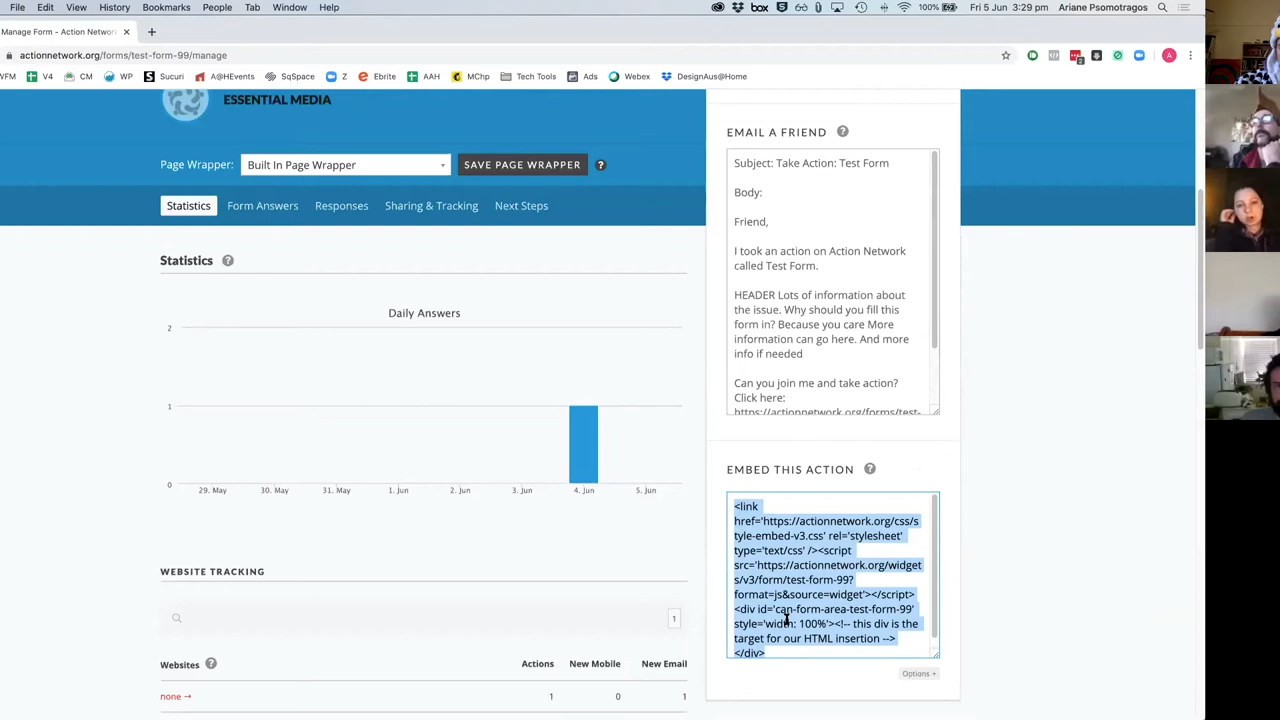 File Edit View History Bookmarks People Tab Window Help
box 100% Fri 5 Jun 3:29 pm Ariane Psomotragos
Manage Form - Action Networ
actionnetwork.org/forms/test-form-99/manage
WFM V4 CM WP Sucuri A@HEvents SqSpace Z Ebrite AAH MChp Tech Tools Ads Webex DesignAus@Home
ESSENTIAL MEDIA
Page Wrapper: Built In Page Wrapper SAVE PAGE WRAPPER ?
Statistics Form Answers Responses Sharing & Tracking Next Steps
Statistics ?
Daily Answers
2
1
0
29. May 30. May 31. May 1. Jun 2. Jun 3. Jun 4. Jun 5. Jun
WEBSITE TRACKING
1
Websites ? Actions New Mobile New Email
none → 1 0 1
EMAIL A FRIEND ?
Subject: Take Action: Test Form
Body:
Friend,
I took an action on Action Network
called Test Form.
HEADER Lots of information about
the issue. Why should you fill this
form in? Because you care More
information can go here. And more
info if needed
Can you join me and take action?
Click here:
https://actionnetwork.org/forms/test-
EMBED THIS ACTION ?
<link
href='https://actionnetwork.org/css/s
tyle-embed-v3.css' rel='stylesheet'
type='text/css' /><script
src='https://actionnetwork.org/widget
s/v3/form/test-form-99?
format=js&source=widget'></script>
<div id='can-form-area-test-form-99'
style='width: 100%'><!-- this div is the
target for our HTML insertion -->
</div>
Options +